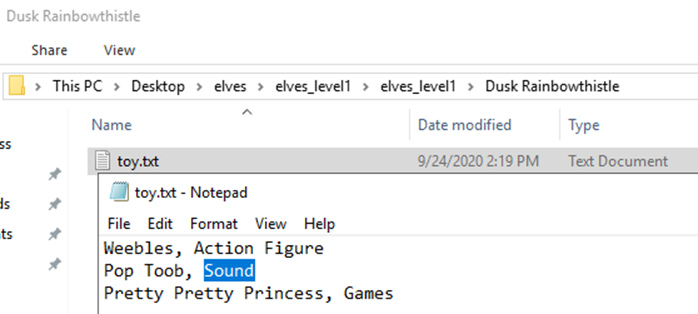 Dusk Rainbowthistle
Share View
This PC > Desktop > elves > elves_level1 > elves_level1 > Dusk Rainbowthistle
Name Date modified Type
toy.txt 9/24/2020 2:19 PM Text Document
toy.txt - Notepad
File Edit Format View Help
Weebles, Action Figure
Pop Toob, Sound
Pretty Pretty Princess, Games
ss
ds
ts